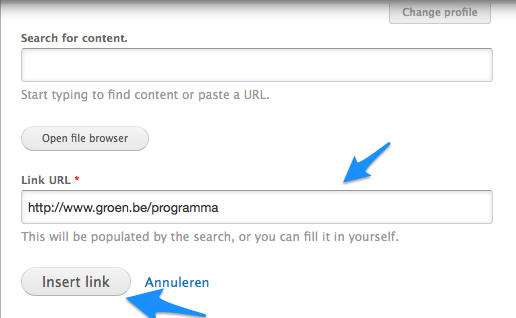 Change profile
Search for content.
Start typing to find content or paste a URL.
Open file browser
Link URL *
http://www.groen.be/programma
This will be populated by the search, or you can fill it in yourself.
Insert link Annuleren